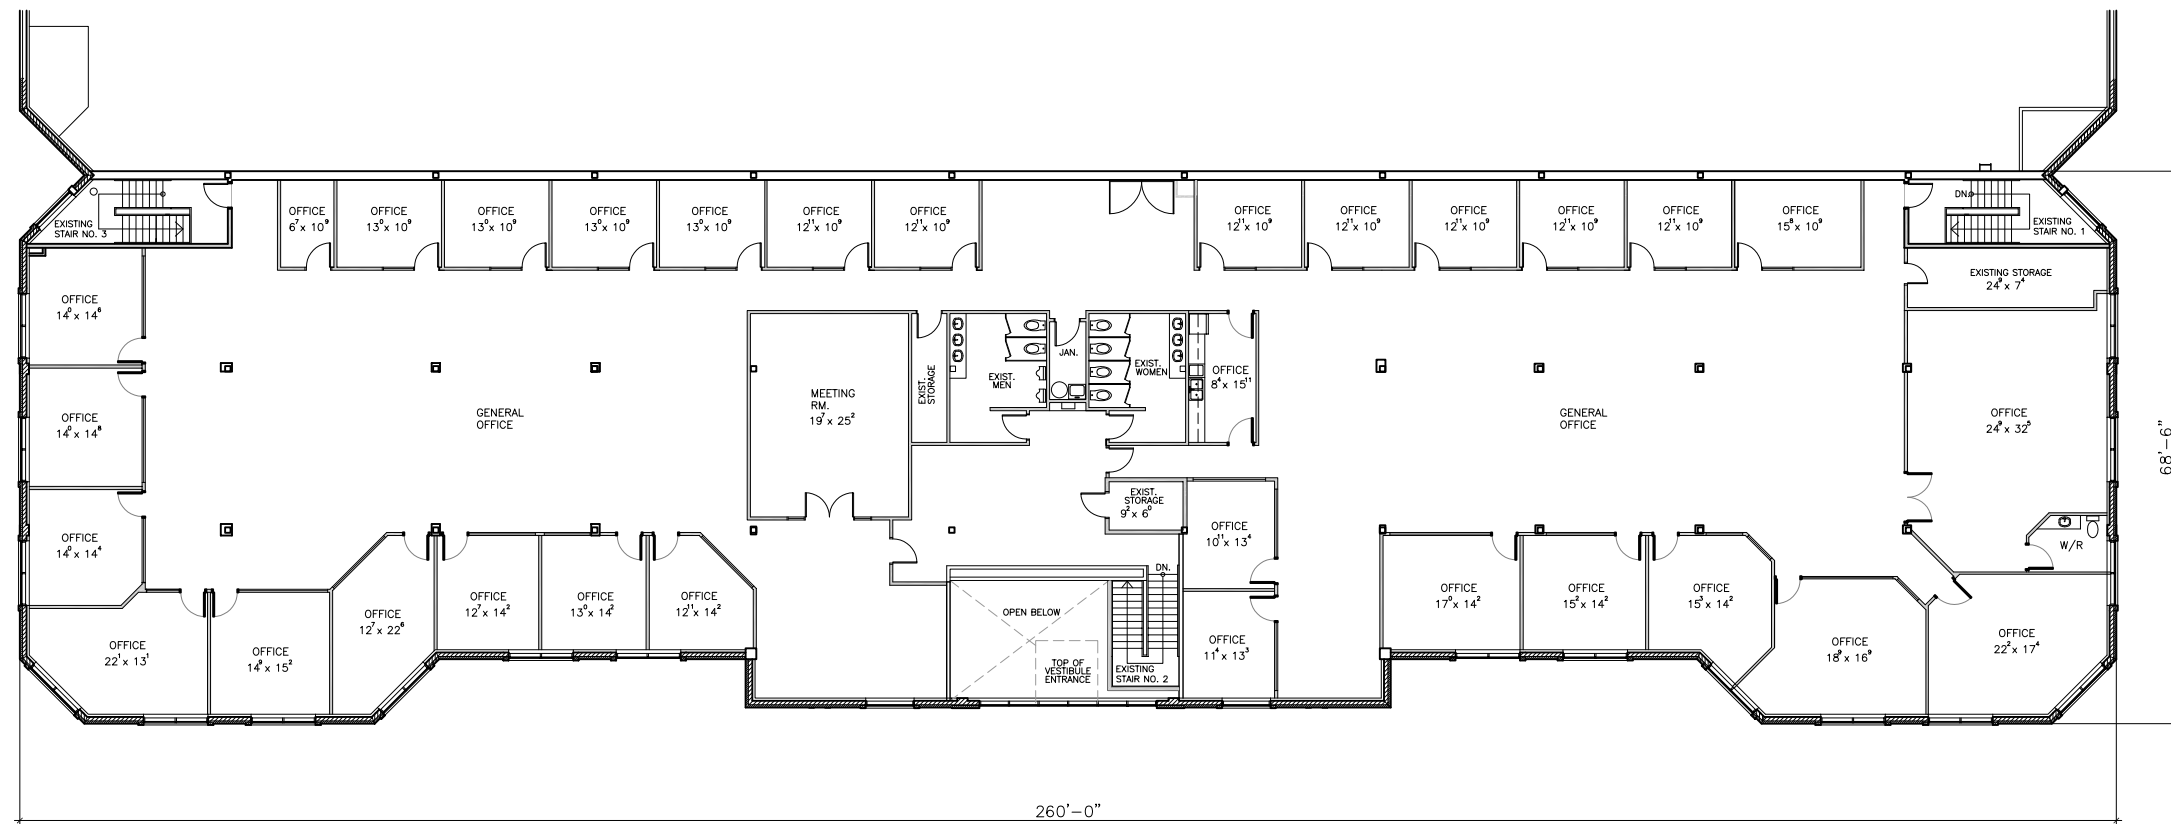 OFFICE
6⁷ x 10⁹
OFFICE
13⁰ x 10⁹
OFFICE
13⁰ x 10⁹
OFFICE
13⁰ x 10⁹
OFFICE
13⁰ x 10⁹
OFFICE
12¹¹ x 10⁹
OFFICE
12¹¹ x 10⁹
OFFICE
12¹¹ x 10⁹
OFFICE
12¹¹ x 10⁹
OFFICE
12¹¹ x 10⁹
OFFICE
12¹¹ x 10⁹
OFFICE
12¹¹ x 10⁹
OFFICE
15⁸ x 10⁹
DN.
EXISTING
STAIR NO. 3
EXISTING
STAIR NO. 1
EXISTING STORAGE
24⁹ x 7⁴
OFFICE
14⁰ x 14⁶
OFFICE
14⁰ x 14⁸
OFFICE
14⁰ x 14⁴
GENERAL
OFFICE
MEETING
RM.
19⁷ x 25²
EXIST.
STORAGE
EXIST.
MEN
JAN.
EXIST.
WOMEN
OFFICE
8⁴ x 15¹¹
GENERAL
OFFICE
OFFICE
24⁹ x 32⁵
68'-6"
EXIST.
STORAGE
9² x 6⁰
OFFICE
10¹¹ x 13⁴
W/R
DN.
OFFICE
22¹ x 13¹
OFFICE
14⁹ x 15²
OFFICE
12⁷ x 22⁶
OFFICE
12⁷ x 14²
OFFICE
13⁰ x 14²
OFFICE
12¹¹ x 14²
OPEN BELOW
TOP OF
VESTIBULE
ENTRANCE
EXISTING
STAIR NO. 2
OFFICE
11⁴ x 13³
OFFICE
17⁰ x 14²
OFFICE
15² x 14²
OFFICE
15³ x 14²
OFFICE
18⁹ x 16⁹
OFFICE
22² x 17⁴
260'-0"